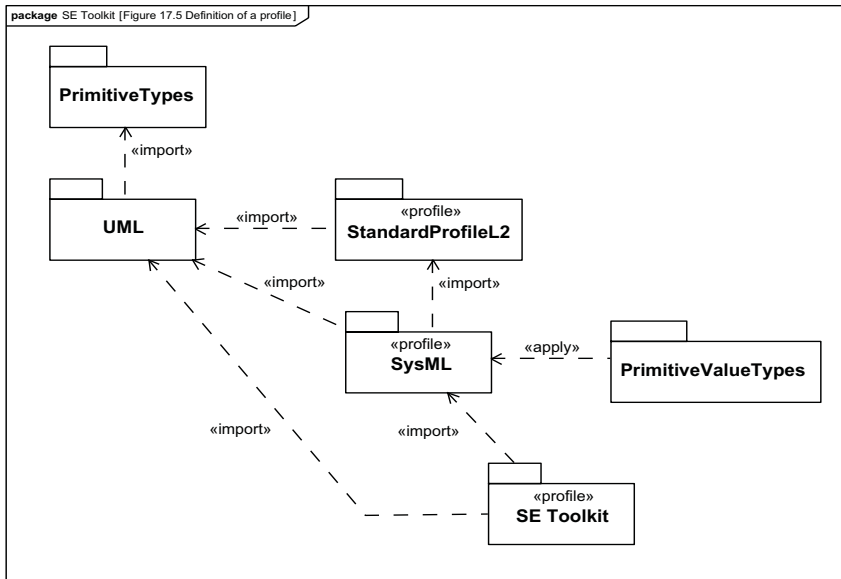 package SE Toolkit [Figure 17.5 Definition of a profile]
PrimitiveTypes
«import»
UML
«import»
«profile»
StandardProfileL2
«import»
«import»
«profile»
SysML
«apply»
PrimitiveValueTypes
«import»
«import»
«profile»
SE Toolkit